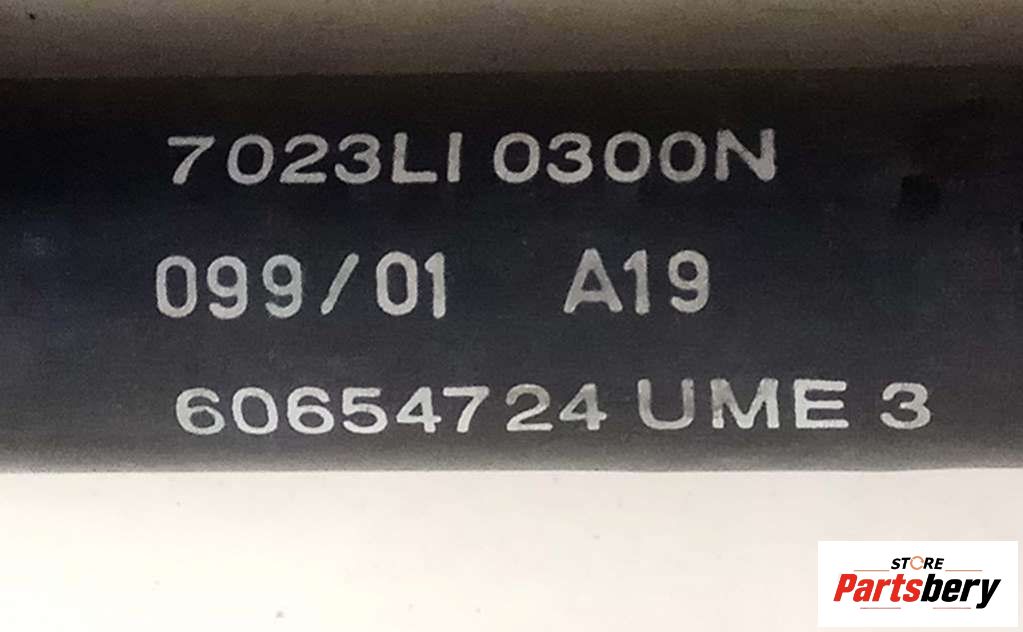 7023LI 0300N
099/01 A19
60654724 UME 3
STORE
Partsbery